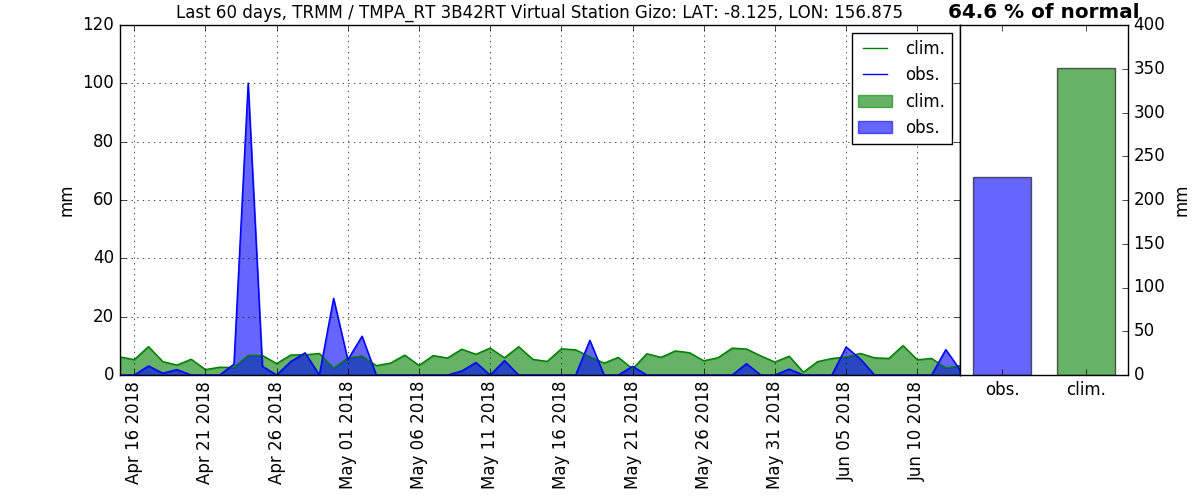 Last 60 days, TRMM / TMPA_RT 3B42RT Virtual Station Gizo: LAT: -8.125, LON: 156.875
64.6 % of normal
120
100
80
60
40
20
0
mm
clim.
obs.
clim.
obs.
400
350
300
250
200
150
100
50
0
mm
obs.
clim.
Apr 16 2018
Apr 21 2018
Apr 26 2018
May 01 2018
May 06 2018
May 11 2018
May 16 2018
May 21 2018
May 26 2018
May 31 2018
Jun 05 2018
Jun 10 2018